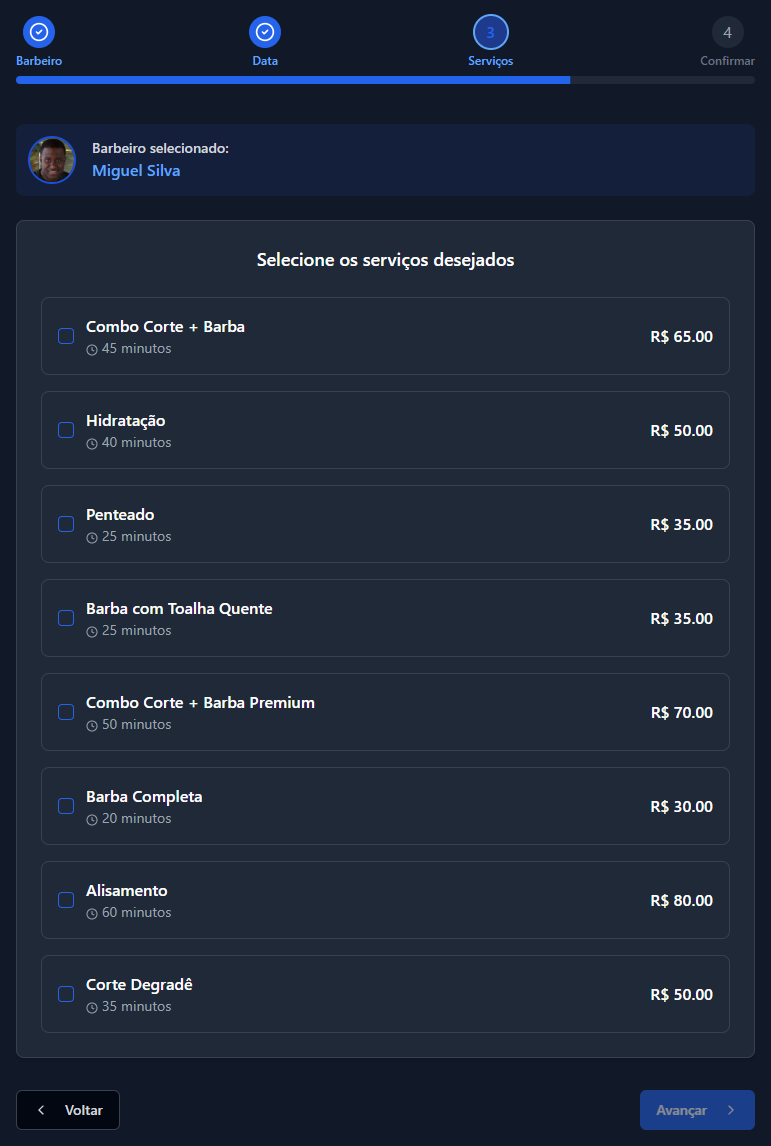 3
4
Barbeiro
Data
Serviços
Confirmar
Barbeiro selecionado:
Miguel Silva
Selecione os serviços desejados
Combo Corte + Barba
45 minutos
R$ 65.00
Hidratação
40 minutos
R$ 50.00
Penteado
25 minutos
R$ 35.00
Barba com Toalha Quente
25 minutos
R$ 35.00
Combo Corte + Barba Premium
50 minutos
R$ 70.00
Barba Completa
20 minutos
R$ 30.00
Alisamento
60 minutos
R$ 80.00
Corte Degradê
35 minutos
R$ 50.00
Voltar
Avançar